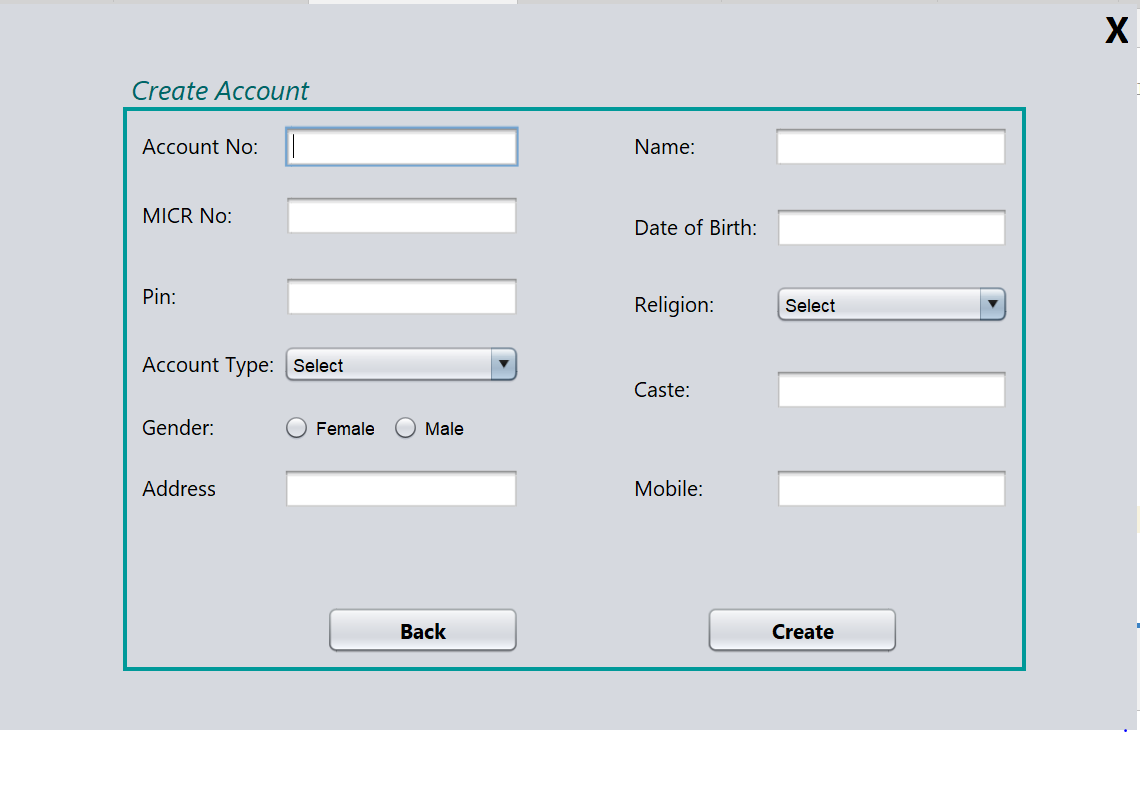 X
Create Account
Account No:
Name:
MICR No:
Date of Birth:
Pin:
Religion: Select
Account Type: Select
Caste:
Gender: Female Male
Address
Mobile:
Back
Create